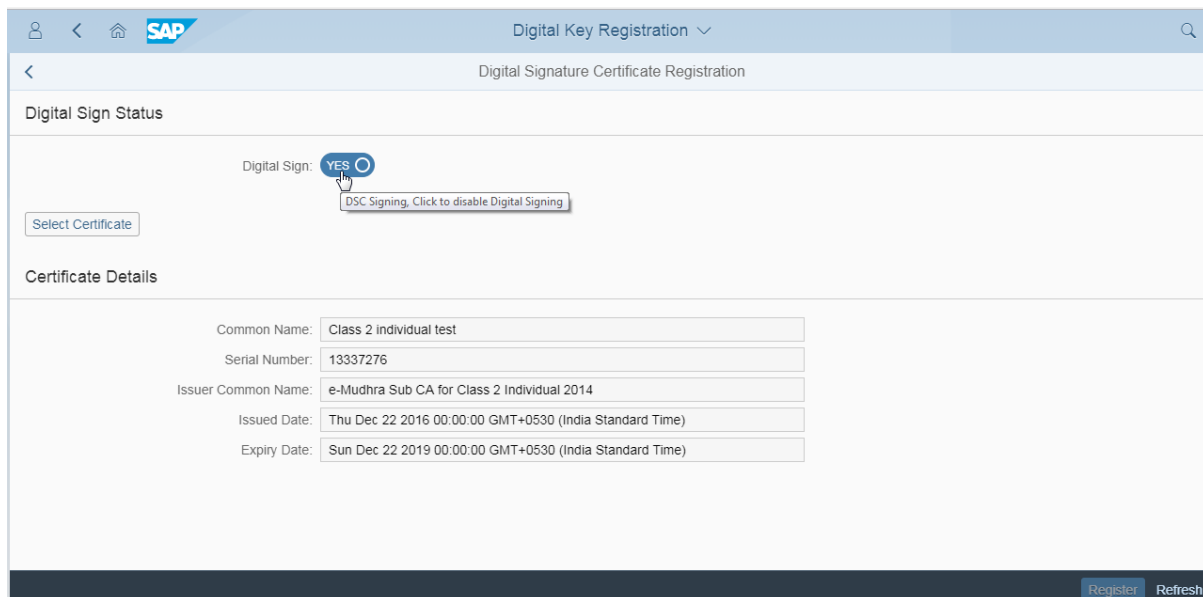 SAP Digital Key Registration
Digital Signature Certificate Registration
Digital Sign Status
Digital Sign: YES
DSC Signing, Click to disable Digital Signing
Select Certificate
Certificate Details
Common Name: Class 2 individual test
Serial Number: 13337276
Issuer Common Name: e-Mudhra Sub CA for Class 2 Individual 2014
Issued Date: Thu Dec 22 2016 00:00:00 GMT+0530 (India Standard Time)
Expiry Date: Sun Dec 22 2019 00:00:00 GMT+0530 (India Standard Time)
Register Refresh